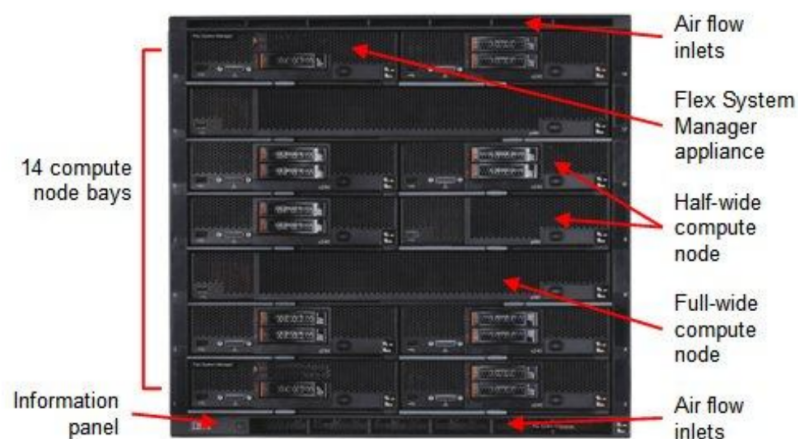 Air flow
inlets
Flex System
Manager
appliance
14 compute
node bays
Half-wide
compute
node
Full-wide
compute
node
Information
panel
Air flow
inlets